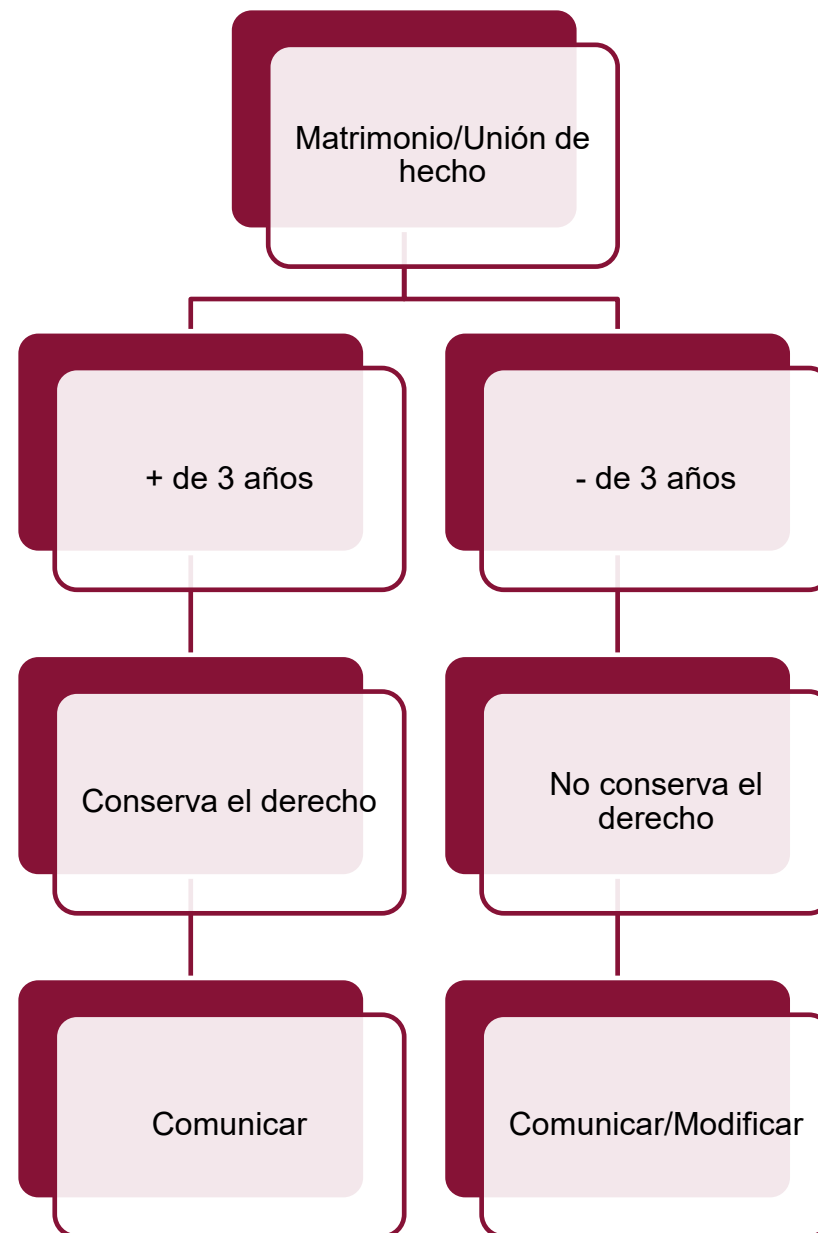 Matrimonio/Unión de
hecho
+ de 3 años
- de 3 años
Conserva el derecho
No conserva el
derecho
Comunicar
Comunicar/Modificar